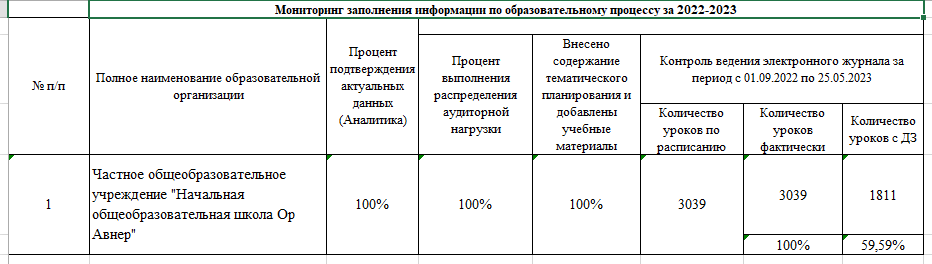 Мониторинг заполнения информации по образовательному процессу за 2022-2023
№ п/п
Полное наименование образовательной
организации
Процент
подтверждения
актуальных
данных
(Аналитика)
Процент
выполнения
распределения
аудиторной
нагрузки
Внесено
содержание
тематического
планирования и
добавлены
учебные
материалы
Контроль ведения электронного журнала за
период с 01.09.2022 по 25.05.2023
Количество
уроков по
расписанию
Количество
уроков
фактически
Количество
уроков с ДЗ
1
Частное общеобразовательное
учреждение "Начальная
общеобразовательная школа Ор
Авнер"
100%
100%
100%
3039
3039
1811
100%
59,59%